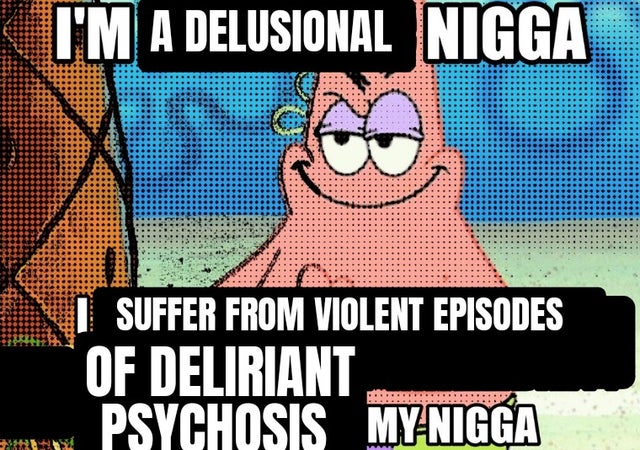 I'M A DELUSIONAL NIGGA
I SUFFER FROM VIOLENT EPISODES
OF DELIRIANT
PSYCHOSIS MY NIGGA